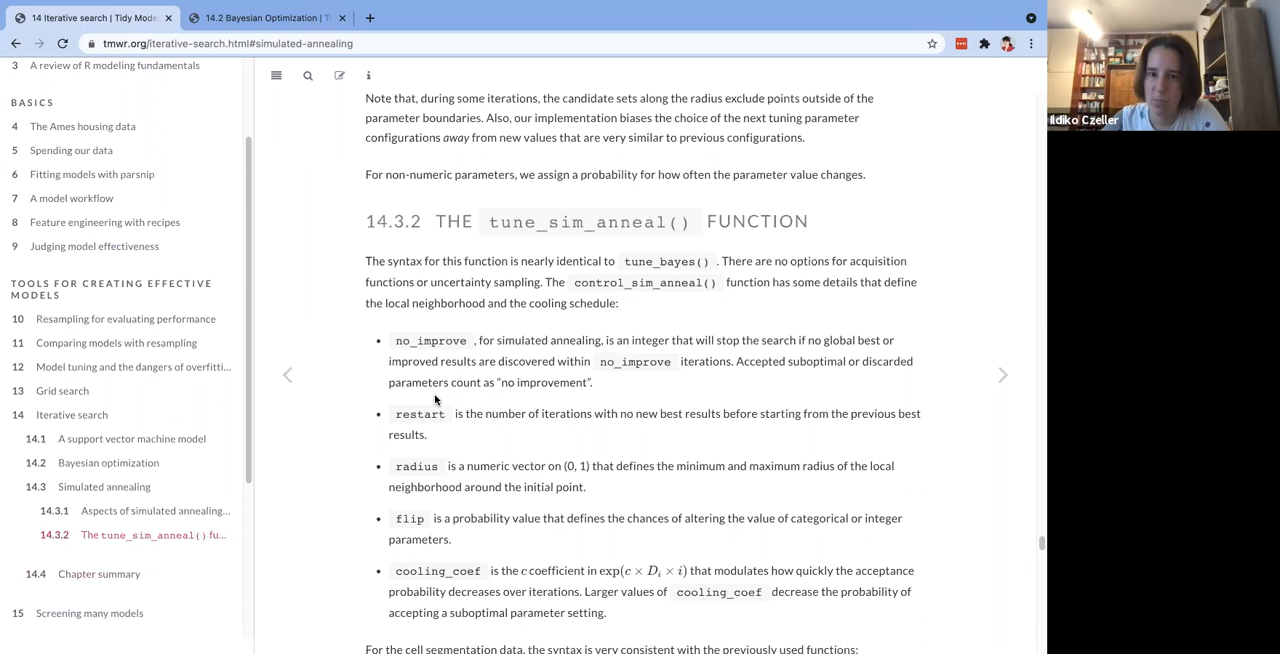 14 Iterative search | Tidy Mode
14.2 Bayesian Optimization | Ti
tmwr.org/iterative-search.html#simulated-annealing
3 A review of R modeling fundamentals
BASICS
4 The Ames housing data
5 Spending our data
6 Fitting models with parsnip
7 A model workflow
8 Feature engineering with recipes
9 Judging model effectiveness
TOOLS FOR CREATING EFFECTIVE
MODELS
10 Resampling for evaluating performance
11 Comparing models with resampling
12 Model tuning and the dangers of overfitti...
13 Grid search
14 Iterative search
14.1 A support vector machine model
14.2 Bayesian optimization
14.3 Simulated annealing
14.3.1 Aspects of simulated annealing...
14.3.2 The tune_sim_anneal() fu...
14.4 Chapter summary
15 Screening many models
Note that, during some iterations, the candidate sets along the radius exclude points outside of the
parameter boundaries. Also, our implementation biases the choice of the next tuning parameter
configurations away from new values that are very similar to previous configurations.
For non-numeric parameters, we assign a probability for how often the parameter value changes.
14.3.2 THE tune_sim_anneal() FUNCTION
The syntax for this function is nearly identical to tune_bayes() . There are no options for acquisition
functions or uncertainty sampling. The control_sim_anneal() function has some details that define
the local neighborhood and the cooling schedule:
• no_improve , for simulated annealing, is an integer that will stop the search if no global best or
improved results are discovered within no_improve iterations. Accepted suboptimal or discarded
parameters count as “no improvement”.
• restart is the number of iterations with no new best results before starting from the previous best
results.
• radius is a numeric vector on (0, 1) that defines the minimum and maximum radius of the local
neighborhood around the initial point.
• flip is a probability value that defines the chances of altering the value of categorical or integer
parameters.
• cooling_coef is the c coefficient in exp(c × Dᵢ × i) that modulates how quickly the acceptance
probability decreases over iterations. Larger values of cooling_coef decrease the probability of
accepting a suboptimal parameter setting.
For the cell segmentation data, the syntax is very consistent with the previously used functions:
Ildiko Czeller